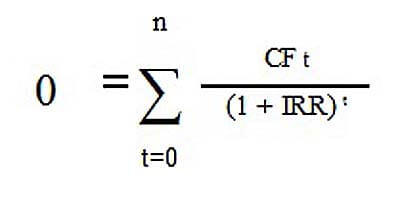 n
0 = ∑ CF t
(1 + IRR) t
t=0